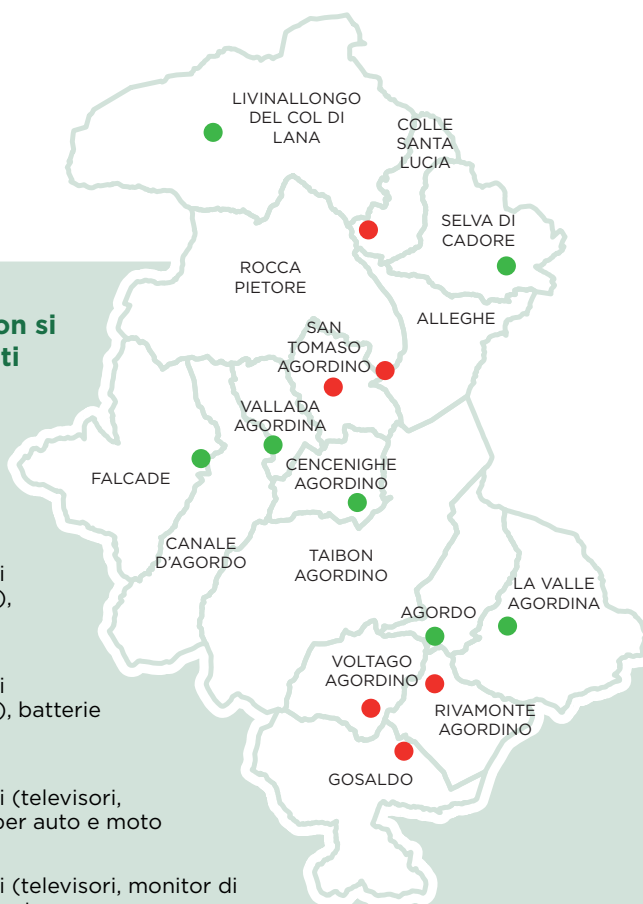 LIVINALLONGO
DEL COL DI
LANA
COLLE
SANTA
LUCIA
SELVA DI
CADORE
ROCCA
PIETORE
ALLEGHE
on si
ti
SAN
TOMASO
AGORDINO
VALLADA
AGORDINA
FALCADE
CENCENIGHE
AGORDINO
CANALE
D'AGORDO
TAIBON
AGORDINO
i
),
LA VALLE
AGORDINA
AGORDO
VOLTAGO
AGORDINO
i
), batterie
RIVAMONTE
AGORDINO
GOSALDO
i (televisori,
per auto e moto
i (televisori, monitor di